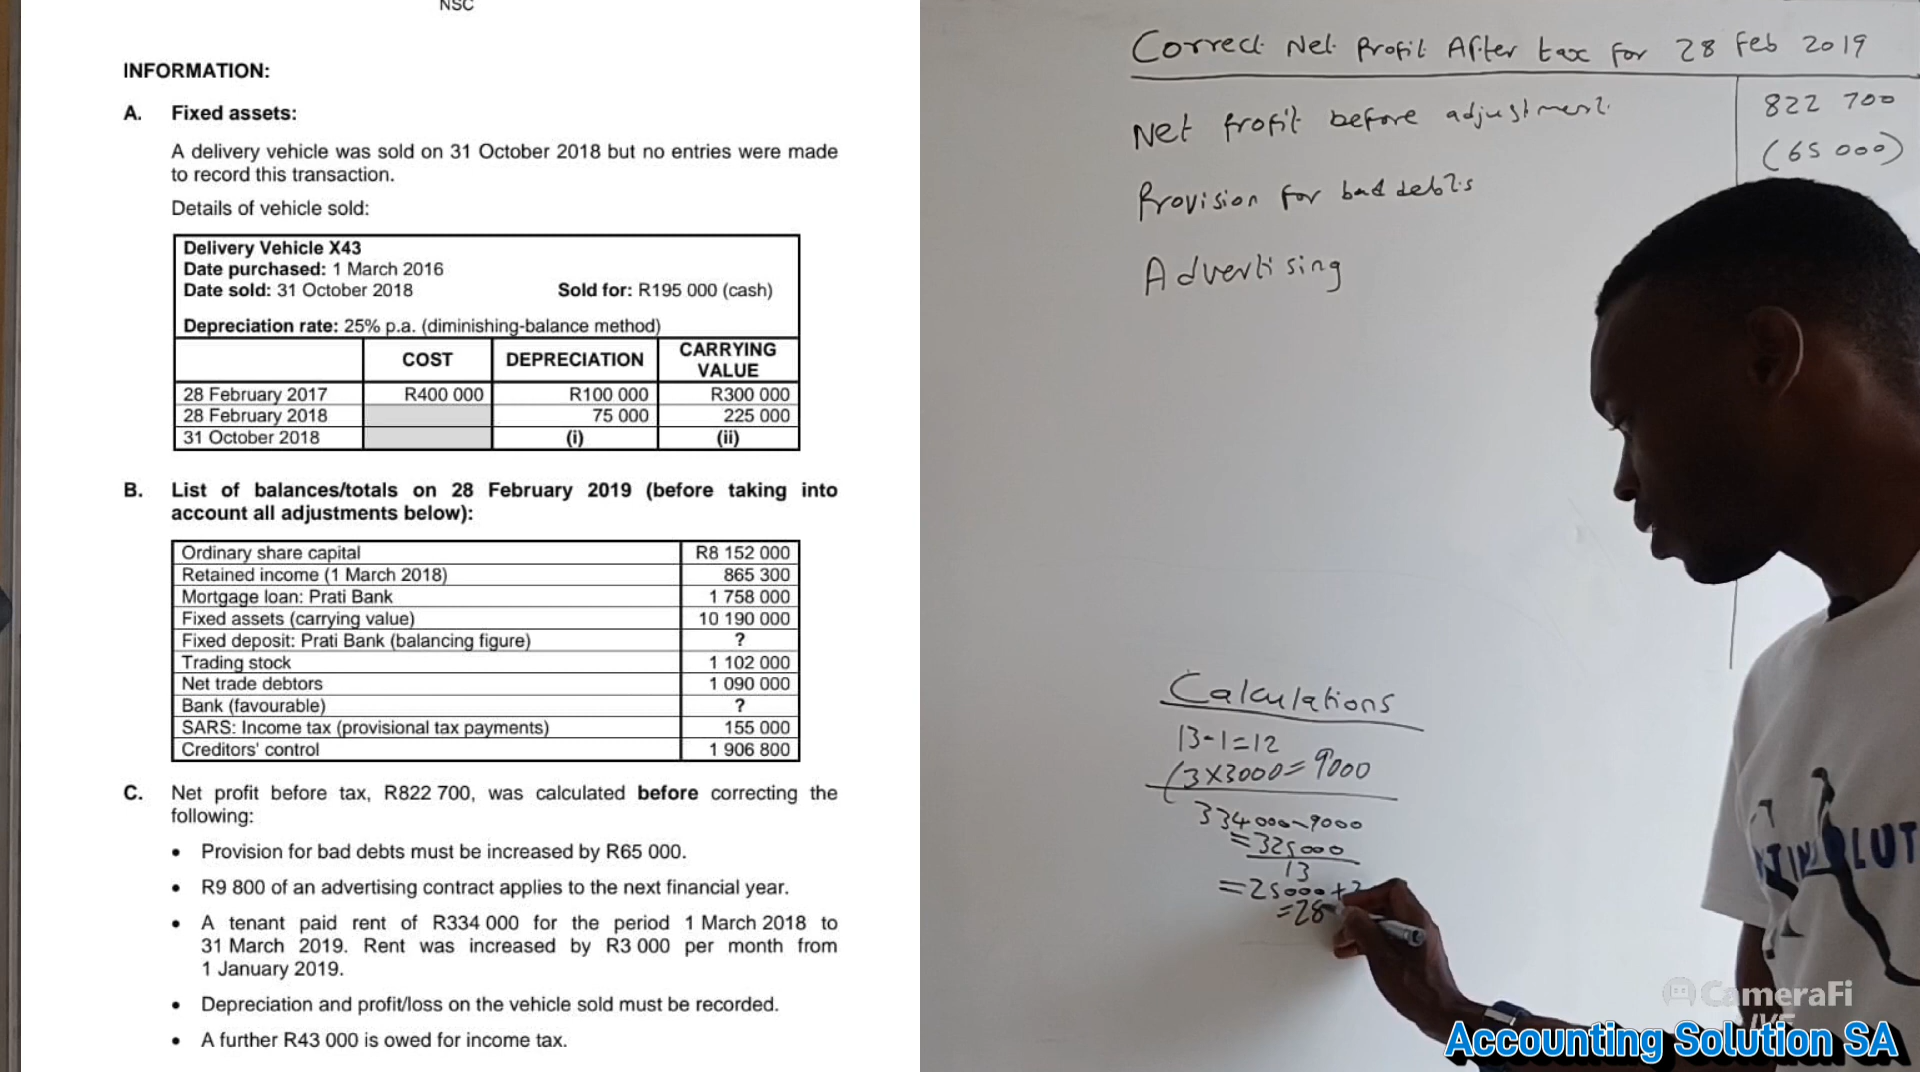 NSC
INFORMATION:
A. Fixed assets:
A delivery vehicle was sold on 31 October 2018 but no entries were made
to record this transaction.
Details of vehicle sold:
Delivery Vehicle X43
Date purchased: 1 March 2016
Date sold: 31 October 2018 Sold for: R195 000 (cash)
Depreciation rate: 25% p.a. (diminishing-balance method)
COST DEPRECIATION CARRYING VALUE
28 February 2017 R400 000 R100 000 R300 000
28 February 2018 75 000 225 000
31 October 2018 (i) (ii)
B. List of balances/totals on 28 February 2019 (before taking into
account all adjustments below):
Ordinary share capital R8 152 000
Retained income (1 March 2018) 865 300
Mortgage loan: Prati Bank 1 758 000
Fixed assets (carrying value) 10 190 000
Fixed deposit: Prati Bank (balancing figure) ?
Trading stock 1 102 000
Net trade debtors 1 090 000
Bank (favourable) ?
SARS: Income tax (provisional tax payments) 155 000
Creditors' control 1 906 800
C. Net profit before tax, R822 700, was calculated before correcting the
following:
• Provision for bad debts must be increased by R65 000.
• R9 800 of an advertising contract applies to the next financial year.
• A tenant paid rent of R334 000 for the period 1 March 2018 to
31 March 2019. Rent was increased by R3 000 per month from
1 January 2019.
• Depreciation and profit/loss on the vehicle sold must be recorded.
• A further R43 000 is owed for income tax.
Correct Net Profit After tax for 28 Feb 2019
Net profit before adjustment 822 700
(65 000)
Provision for bad debts
Advertising
Calculations
13-1=12
(3x3000=9000
334000-9000
=325000
13
=25000+
=28
CameraFi
LIVE
Accounting Solution SA